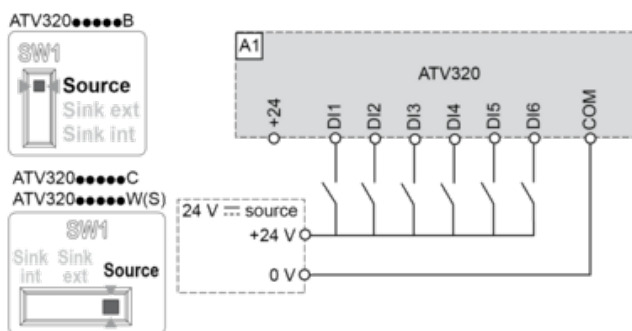 ATV320●●●●●B
SW1
Source
Sink ext
Sink int
ATV320●●●●●C
ATV320●●●●●W(S)
SW1
Sink int
Sink ext
Source
A1
ATV320
+24
DI1
DI2
DI3
DI4
DI5
DI6
COM
24 V ⎓ source
+24 V
0 V